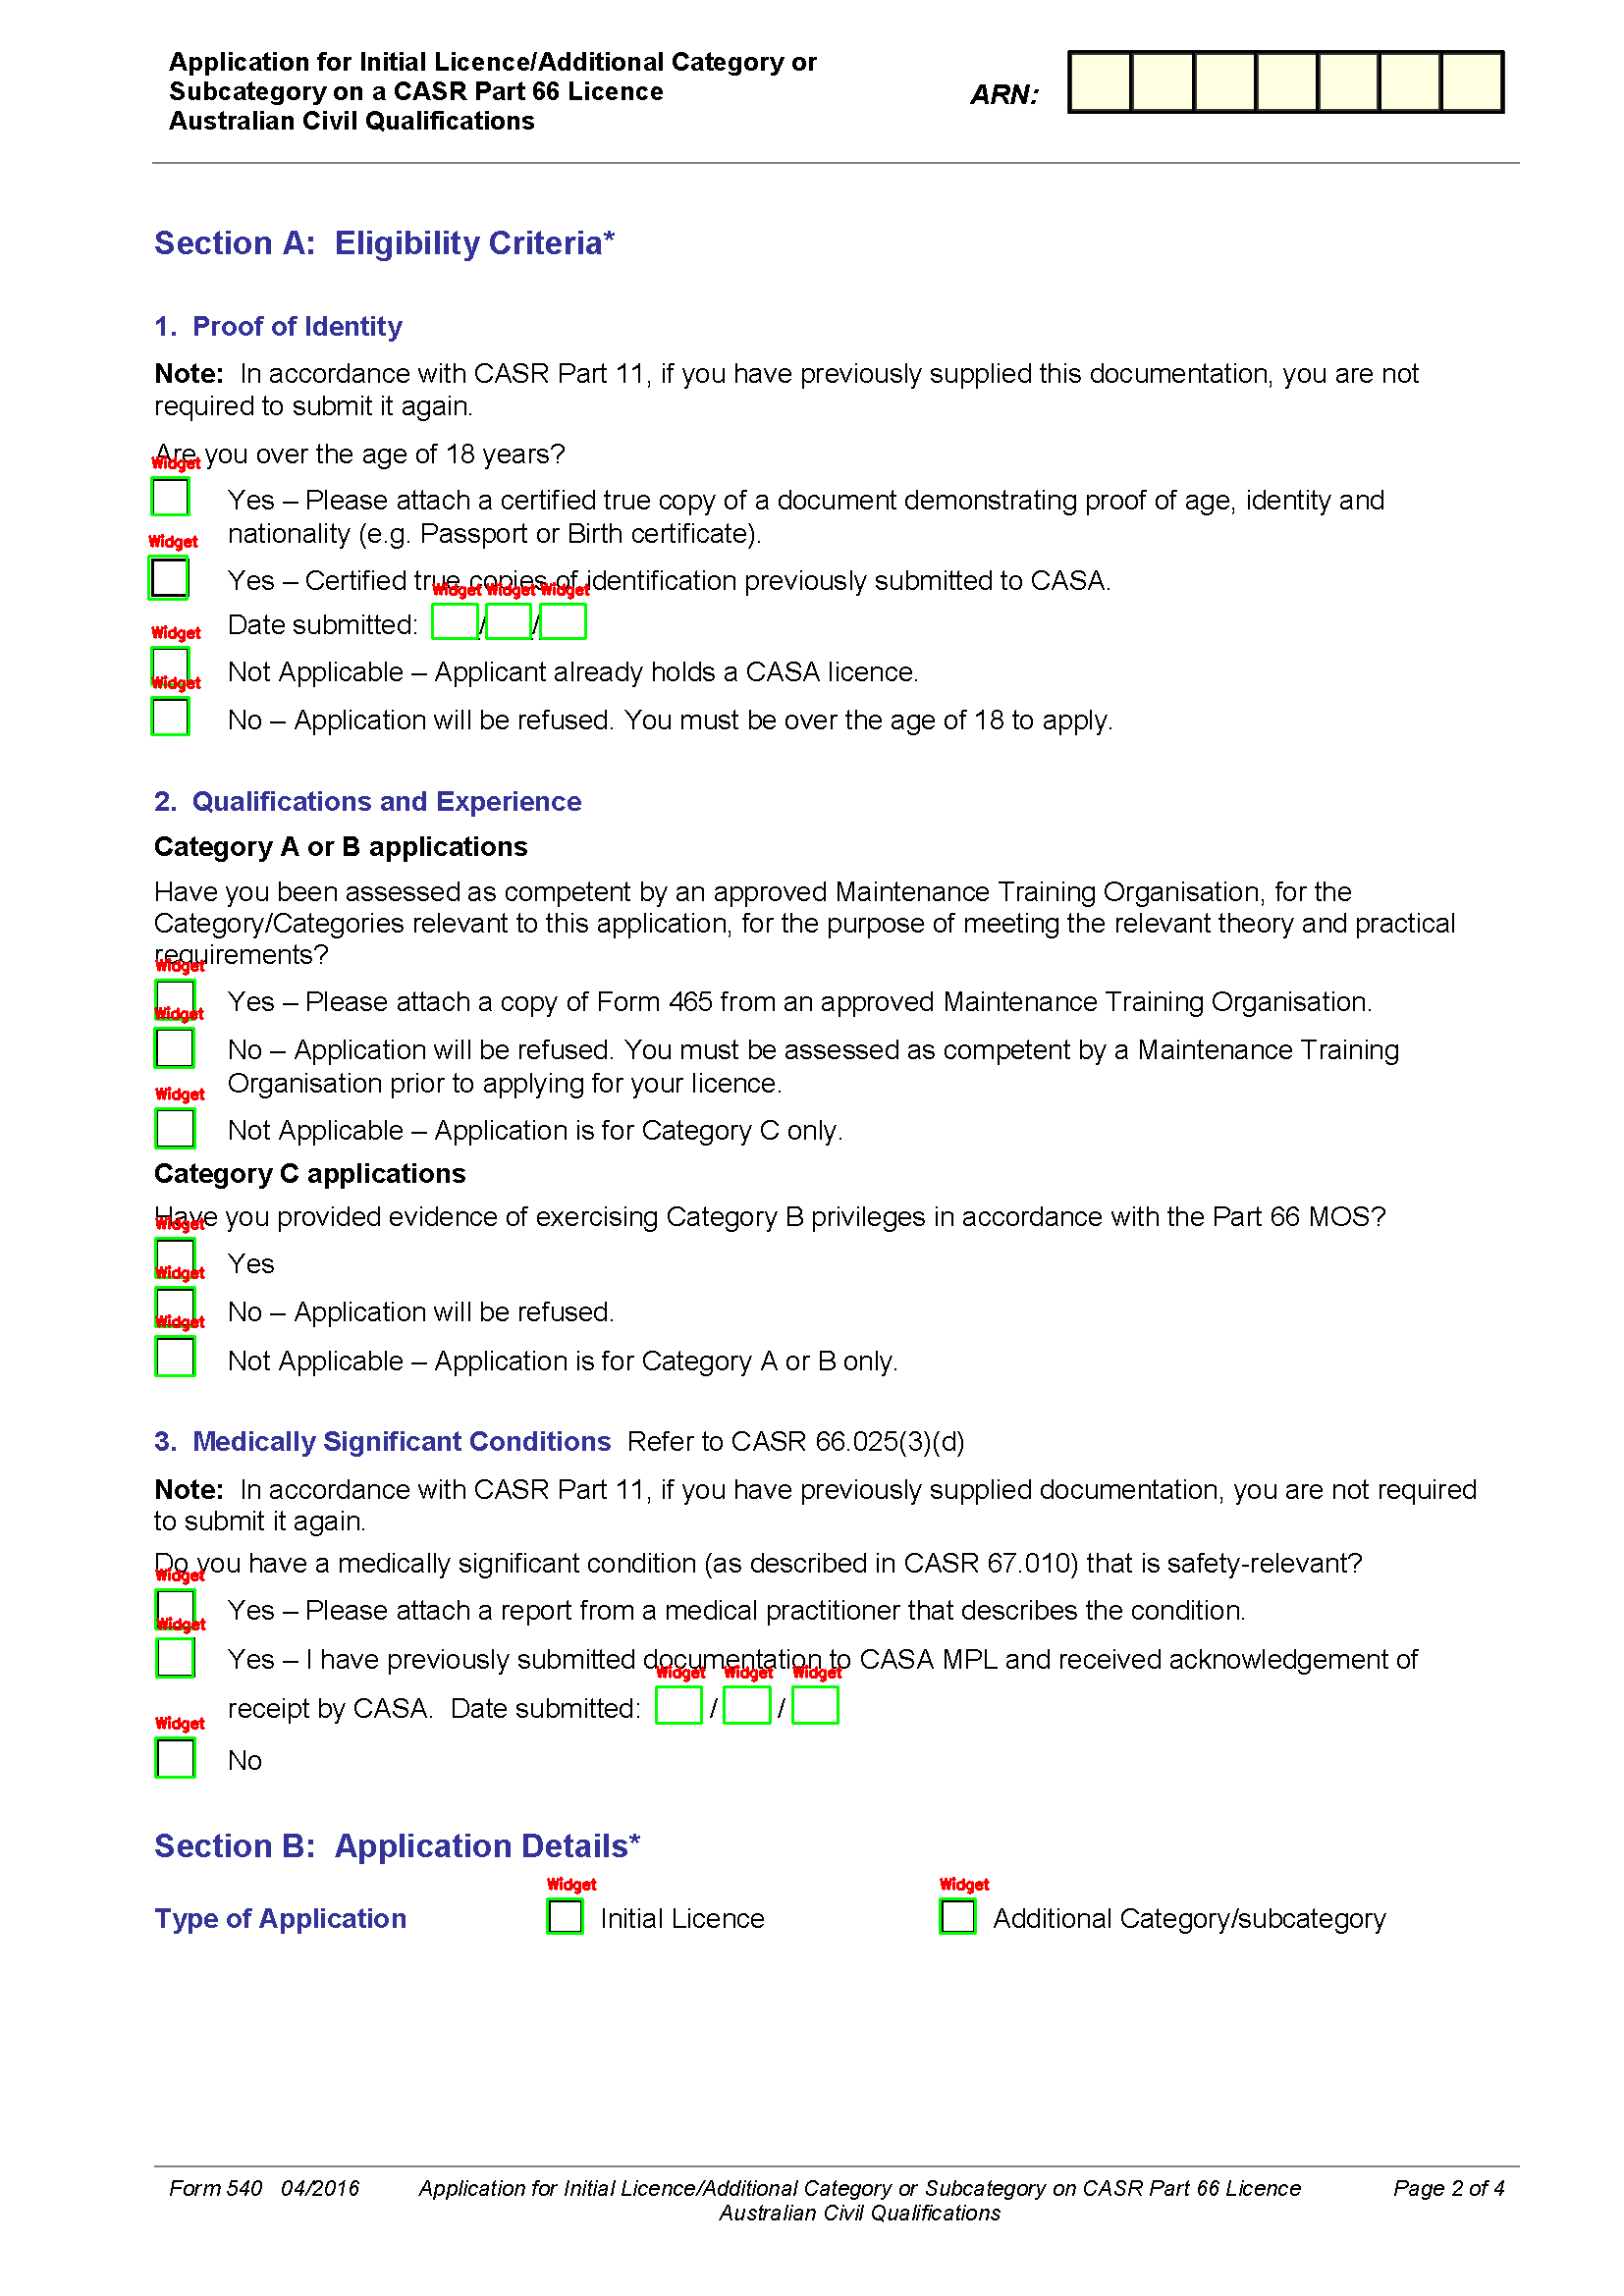 Application for Initial Licence/Additional Category or
Subcategory on a CASR Part 66 Licence
Australian Civil Qualifications
ARN:
Section A:  Eligibility Criteria*
1.  Proof of Identity
Note:  In accordance with CASR Part 11, if you have previously supplied this documentation, you are not
required to submit it again.
Are you over the age of 18 years?
Widget
Yes – Please attach a certified true copy of a document demonstrating proof of age, identity and
nationality (e.g. Passport or Birth certificate).
Widget
Yes – Certified true copies of identification previously submitted to CASA.
Widget Widget Widget
Date submitted: / /
Widget
Not Applicable – Applicant already holds a CASA licence.
Widget
No – Application will be refused. You must be over the age of 18 to apply.
2.  Qualifications and Experience
Category A or B applications
Have you been assessed as competent by an approved Maintenance Training Organisation, for the
Category/Categories relevant to this application, for the purpose of meeting the relevant theory and practical
requirements?
Widget
Yes – Please attach a copy of Form 465 from an approved Maintenance Training Organisation.
Widget
No – Application will be refused. You must be assessed as competent by a Maintenance Training
Organisation prior to applying for your licence.
Widget
Not Applicable – Application is for Category C only.
Category C applications
Have you provided evidence of exercising Category B privileges in accordance with the Part 66 MOS?
Widget
Yes
Widget
No – Application will be refused.
Widget
Not Applicable – Application is for Category A or B only.
3.  Medically Significant Conditions  Refer to CASR 66.025(3)(d)
Note:  In accordance with CASR Part 11, if you have previously supplied documentation, you are not required
to submit it again.
Do you have a medically significant condition (as described in CASR 67.010) that is safety-relevant?
Widget
Yes – Please attach a report from a medical practitioner that describes the condition.
Widget
Yes – I have previously submitted documentation to CASA MPL and received acknowledgement of
Widget Widget Widget
receipt by CASA.  Date submitted: / /
Widget
No
Section B:  Application Details*
Widget Widget
Type of Application Initial Licence Additional Category/subcategory
Form 540   04/2016 Application for Initial Licence/Additional Category or Subcategory on CASR Part 66 Licence Page 2 of 4
Australian Civil Qualifications